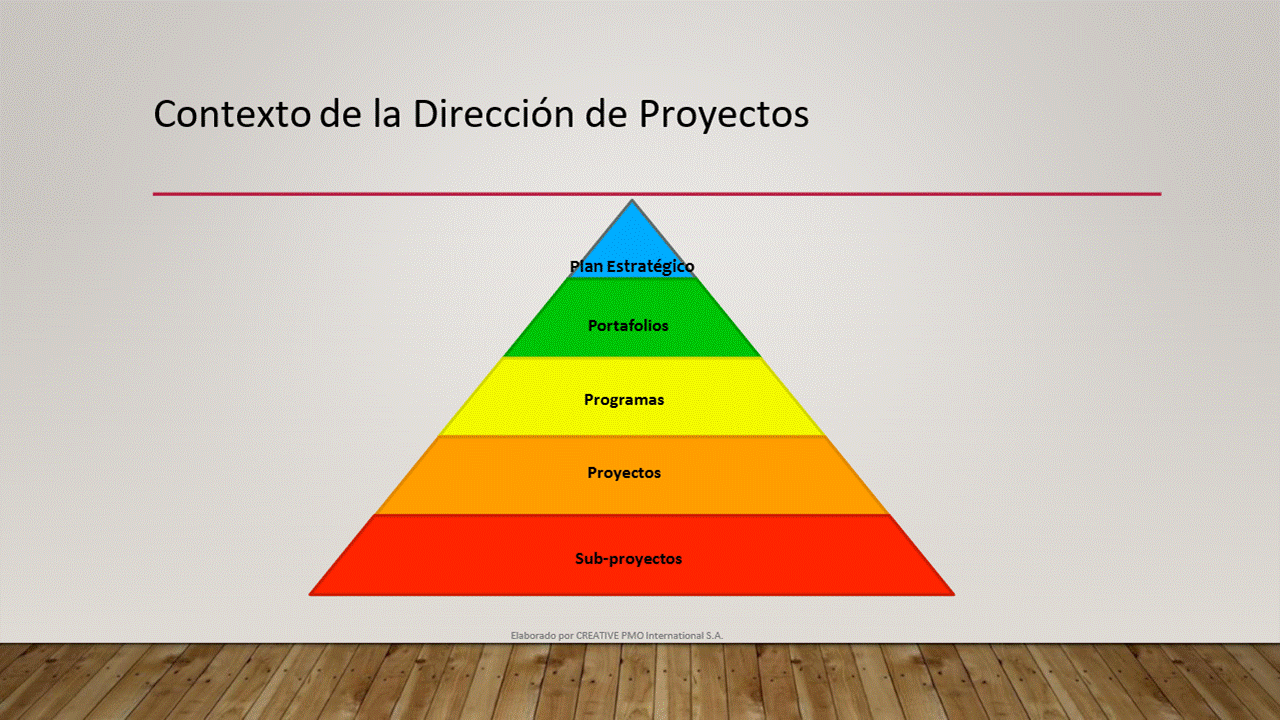 Contexto de la Dirección de Proyectos
Plan Estratégico
Portafolios
Programas
Proyectos
Sub-proyectos
Elaborado por CREATIVE PMO International S.A.